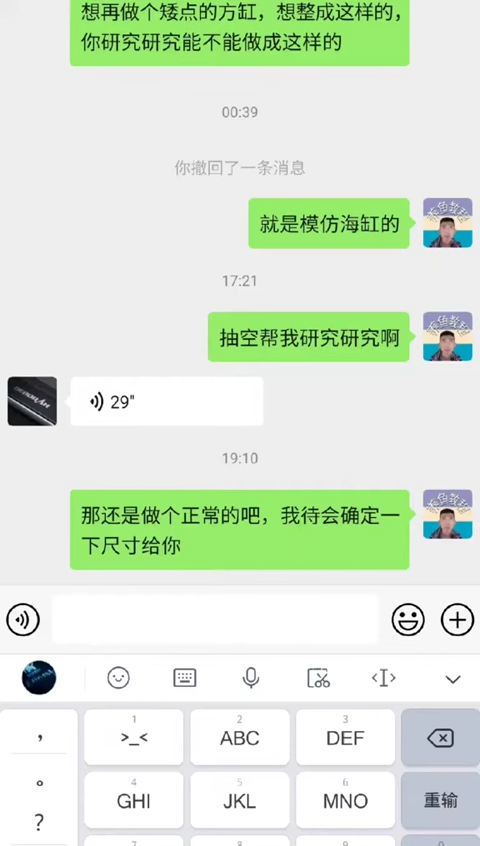 想再做个矮点的方缸，想整成这样的，
你研究研究能不能做成这样的
00:39
你撤回了一条消息
就是模仿海缸的
17:21
抽空帮我研究研究啊
29"
19:10
那还是做个正常的吧，我待会确定一
下尺寸给你
，
1
>_<
2
ABC
3
DEF
。
4
GHI
5
JKL
6
MNO
重输
？
7
8
9
0